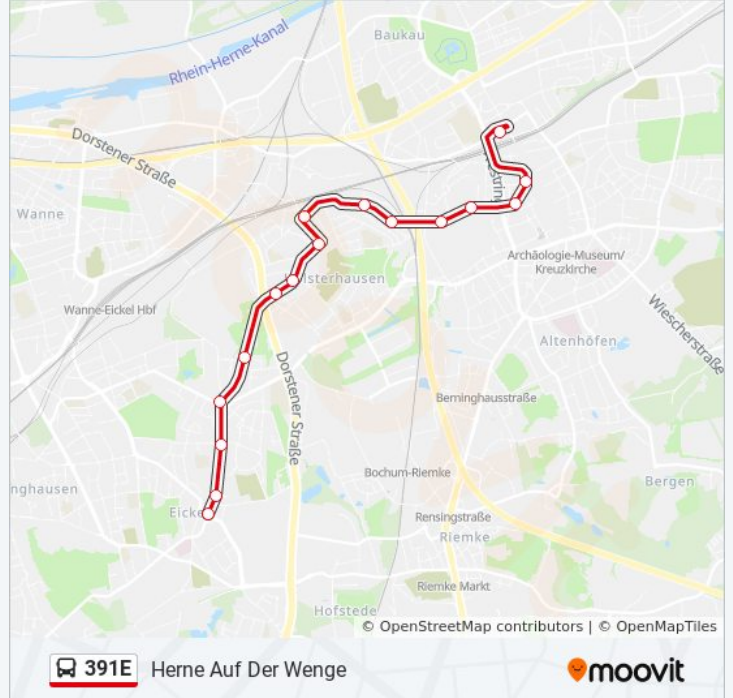 Baukau
Rhein-Herne-Kanal
Dorstener Straße
Wanne
Archäologie-Museum/
Kreuzkirche
Wanne-Eickel Hbf
Wiescherstraße
Altenhöfen
Dorstener Straße
Berninghausstraße
Bochum-Riemke
Bergen
Rensingstraße
Riemke
Riemke Markt
Hofstede
© OpenStreetMap contributors | © OpenMapTiles
391E Herne Auf Der Wenge
moovit